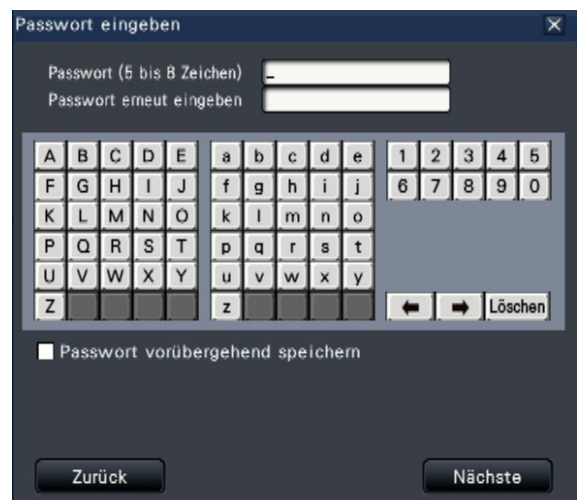 Passwort eingeben
Passwort (5 bis 8 Zeichen)
Passwort erneut eingeben
A B C D E a b c d e 1 2 3 4 5
F G H I J f g h i j 6 7 8 9 0
K L M N O k l m n o
P Q R S T p q r s t
U V W X Y u v w x y
Z z ← → Löschen
Passwort vorübergehend speichern
Zurück Nächste